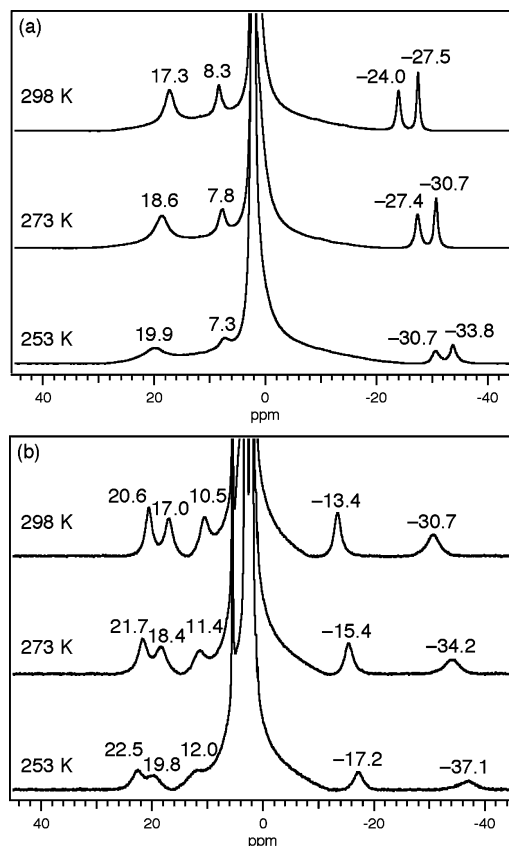 (a)
298 K 17.3 8.3 −24.0 −27.5
273 K 18.6 7.8 −27.4 −30.7
253 K 19.9 7.3 −30.7 −33.8
40 20 0 -20 -40
ppm
(b)
298 K 20.6 17.0 10.5 −13.4 −30.7
273 K 21.7 18.4 11.4 −15.4 −34.2
253 K 22.5 19.8 12.0 −17.2 −37.1
40 20 0 -20 -40
ppm